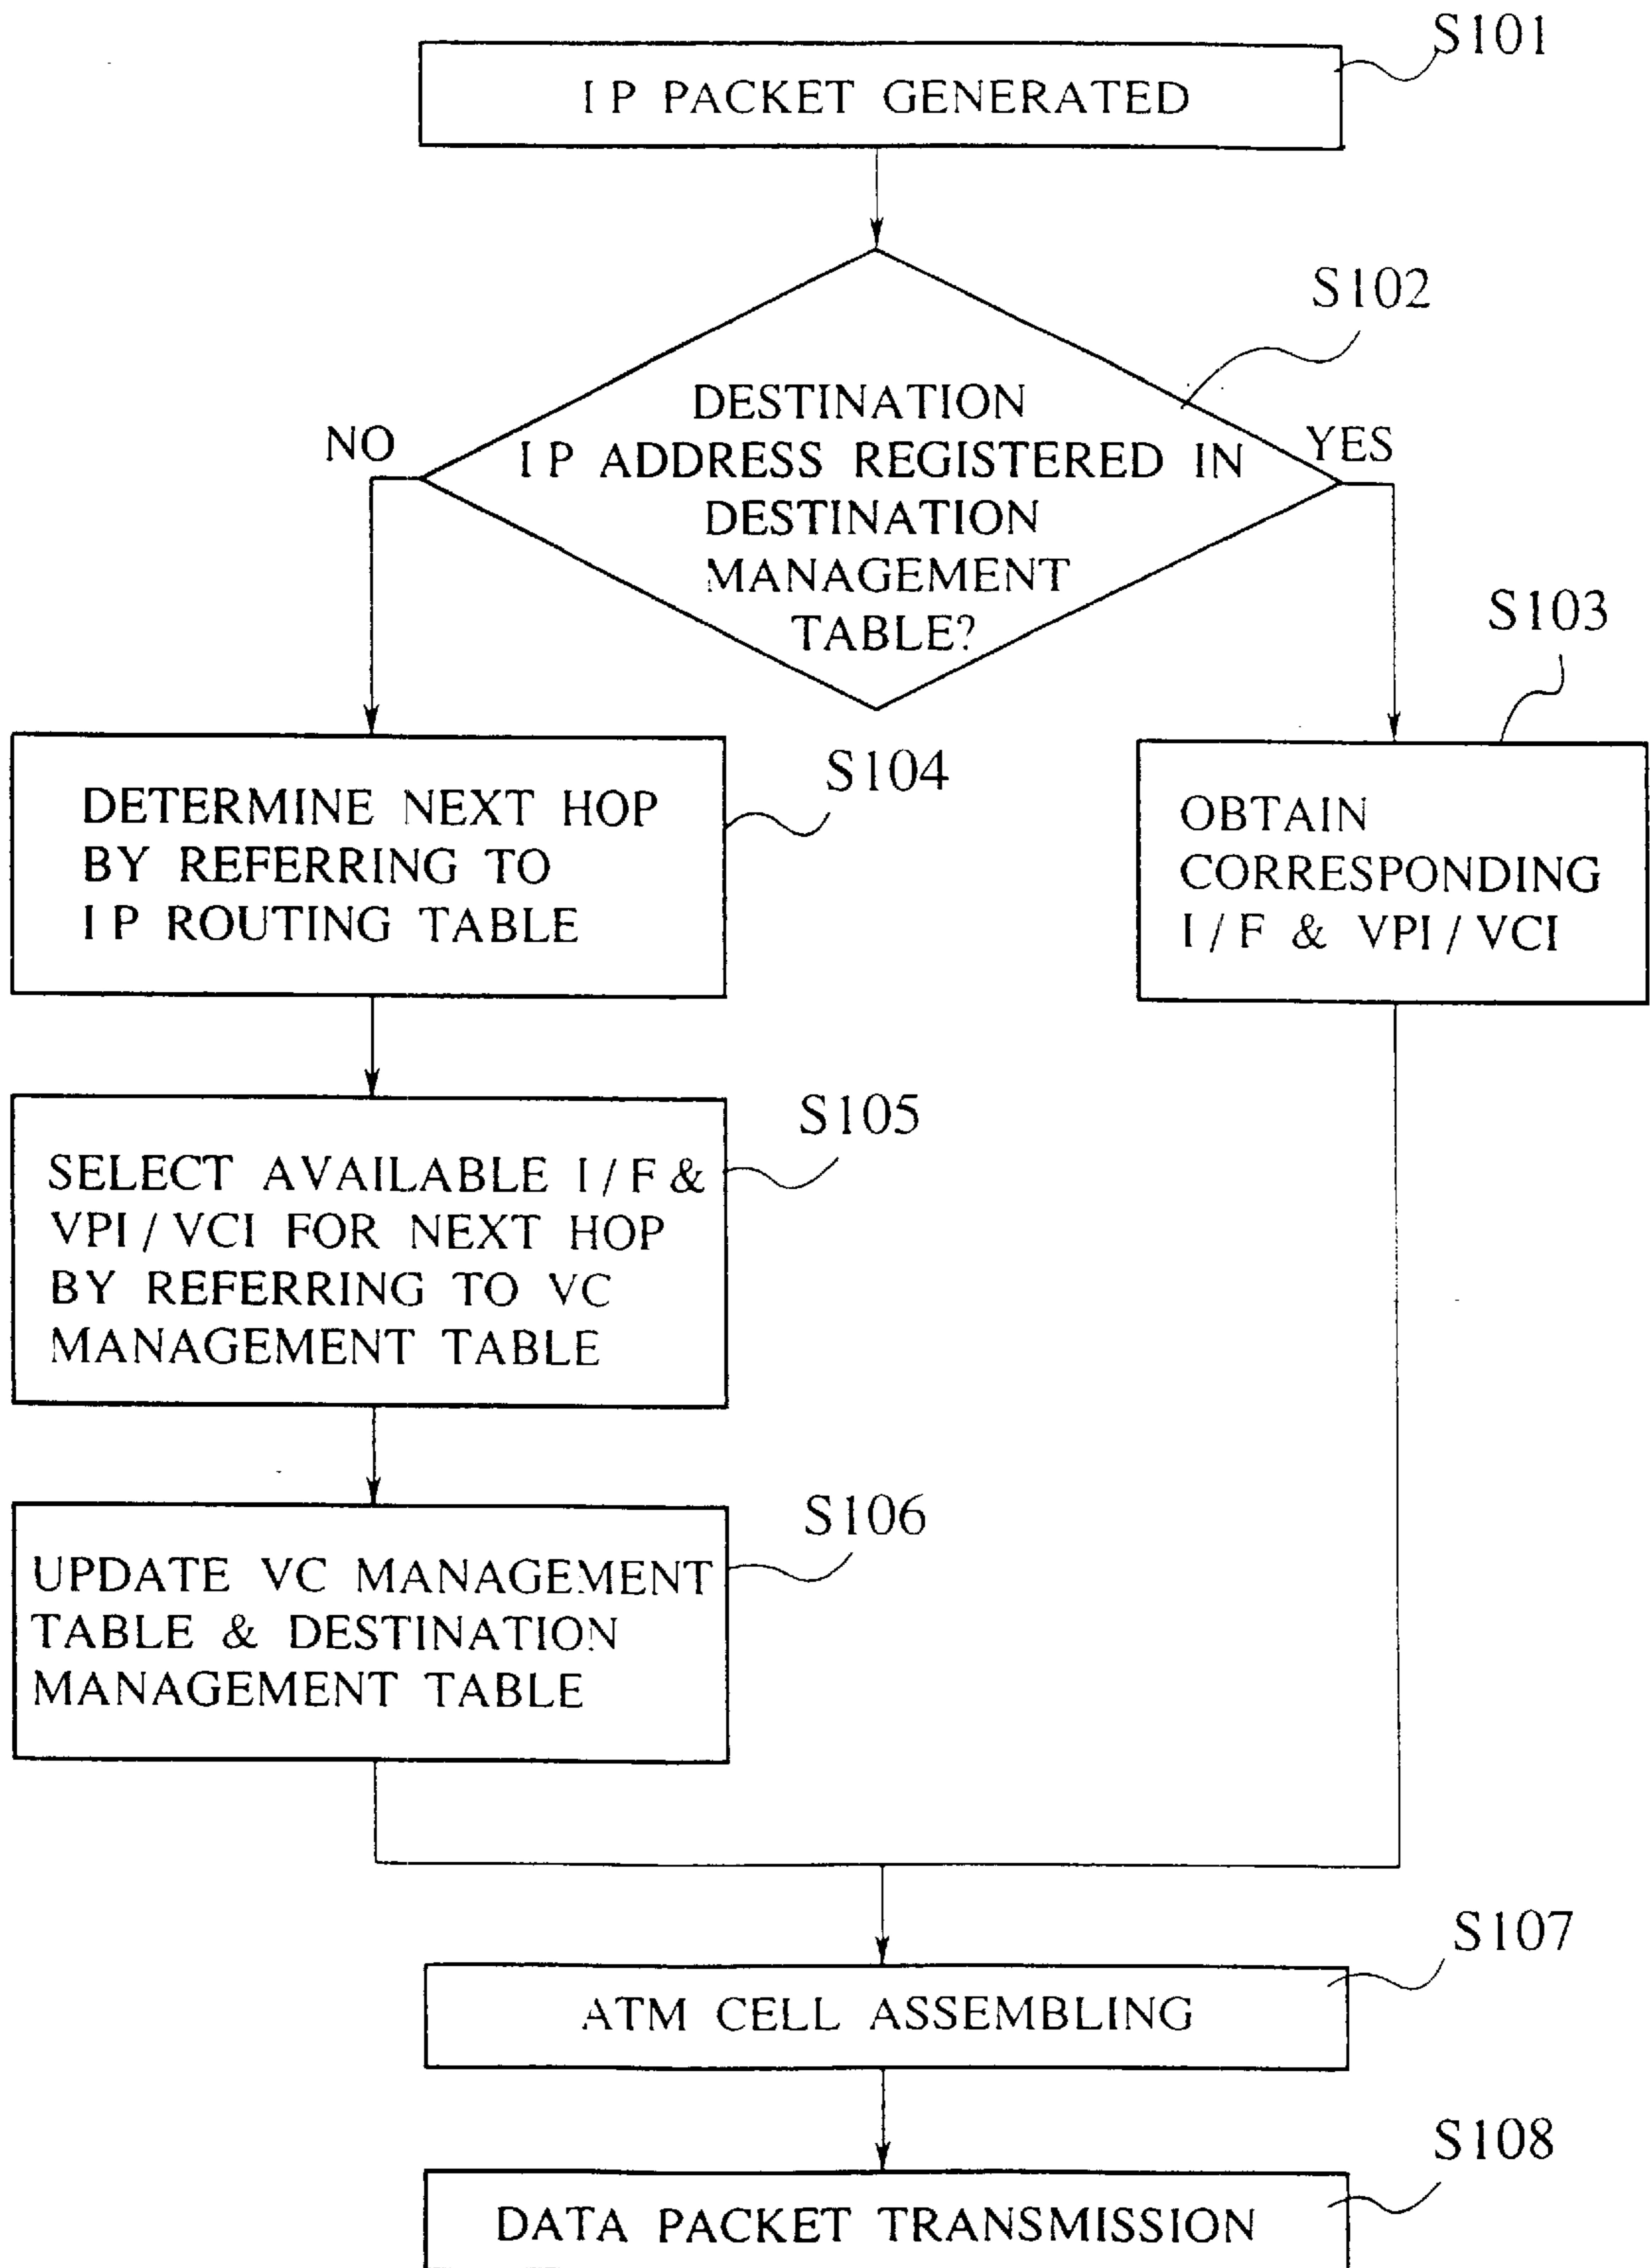 S101
IP PACKET GENERATED
S102
DESTINATION
IP ADDRESS REGISTERED IN
DESTINATION
MANAGEMENT
TABLE?
NO
YES
S103
OBTAIN
CORRESPONDING
I/F & VPI/VCI
S104
DETERMINE NEXT HOP
BY REFERRING TO
IP ROUTING TABLE
S105
SELECT AVAILABLE I/F &
VPI/VCI FOR NEXT HOP
BY REFERRING TO VC
MANAGEMENT TABLE
S106
UPDATE VC MANAGEMENT
TABLE & DESTINATION
MANAGEMENT TABLE
S107
ATM CELL ASSEMBLING
S108
DATA PACKET TRANSMISSION